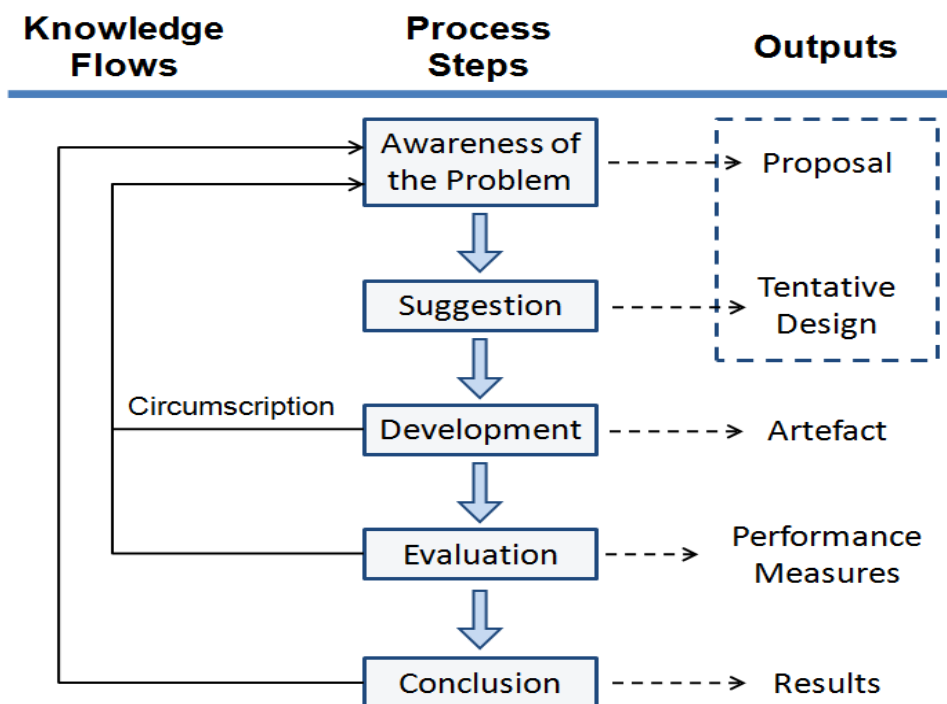 Knowledge
Flows
Process
Steps
Outputs
Awareness of
the Problem
Proposal
Suggestion
Tentative
Design
Circumscription
Development
Artefact
Evaluation
Performance
Measures
Conclusion
Results